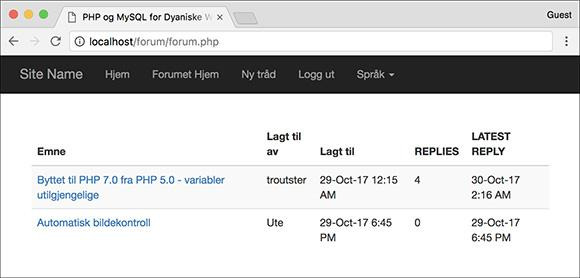 PHP og MySQL for Dyaniske W
Guest
localhost/forum/forum.php
Site Name Hjem Forumet Hjem Ny tråd Logg ut Språk
Emne Lagt til av Lagt til REPLIES LATEST REPLY
Byttet til PHP 7.0 fra PHP 5.0 - variabler utilgjengelige troutster 29-Oct-17 12:15 AM 4 30-Oct-17 2:16 AM
Automatisk bildekontroll Ute 29-Oct-17 6:45 PM 0 29-Oct-17 6:45 PM